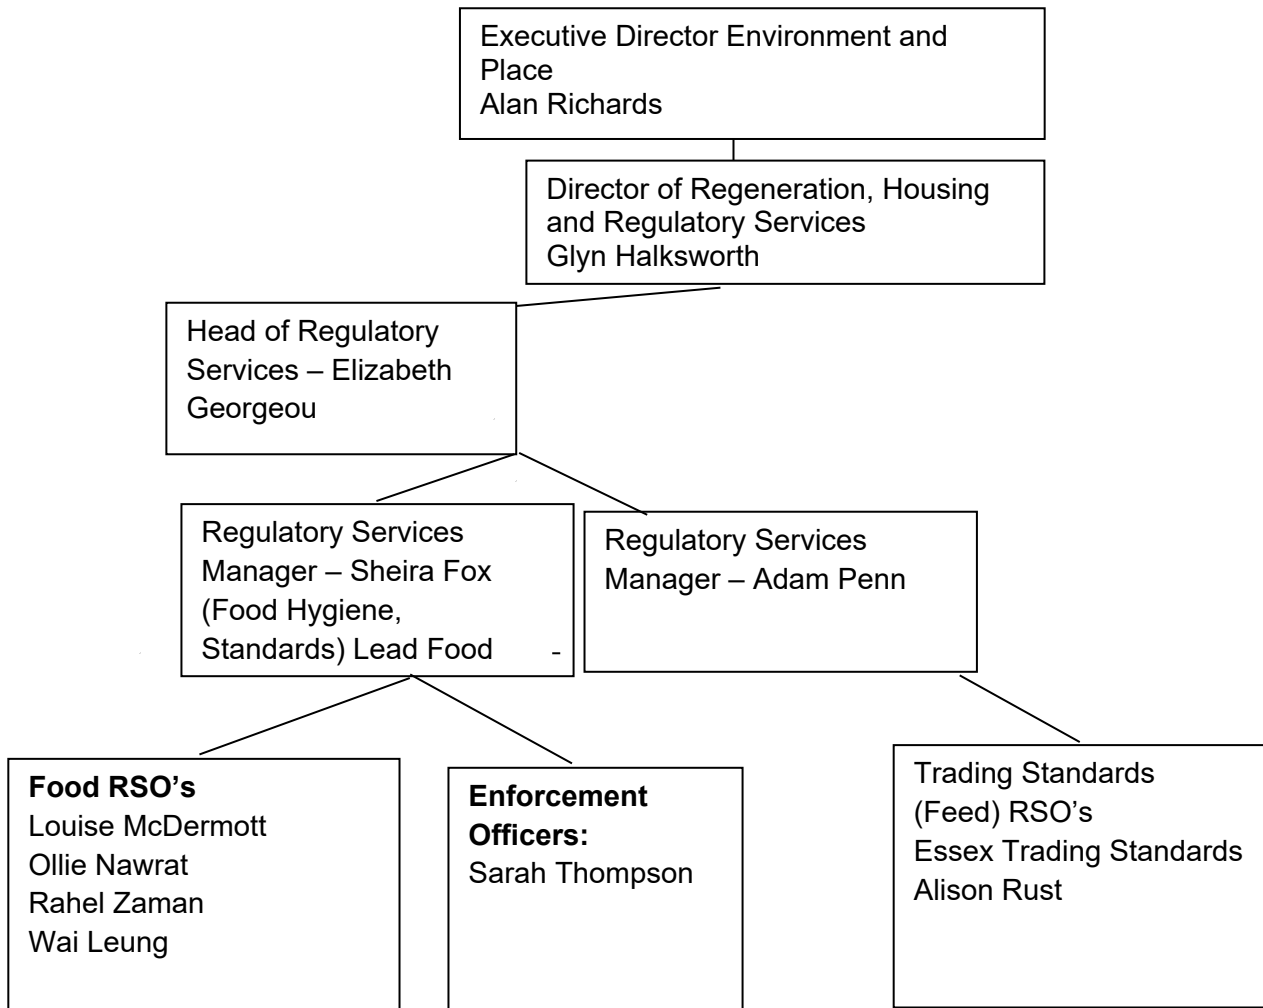 Executive Director Environment and
Place
Alan Richards
Director of Regeneration, Housing
and Regulatory Services
Glyn Halksworth
Head of Regulatory
Services – Elizabeth
Georgeou
Regulatory Services
Manager – Sheira Fox
(Food Hygiene,
Standards) Lead Food -
Regulatory Services
Manager – Adam Penn
Food RSO’s
Louise McDermott
Ollie Nawrat
Rahel Zaman
Wai Leung
Enforcement
Officers:
Sarah Thompson
Trading Standards
(Feed) RSO’s
Essex Trading Standards
Alison Rust